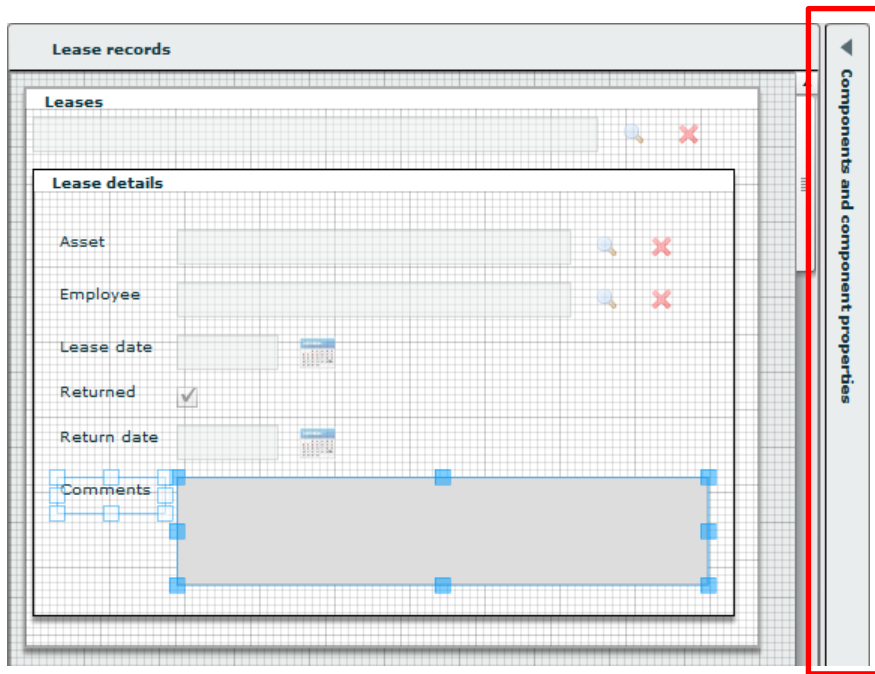 Lease records
Leases
Lease details
Asset
Employee
Lease date
Returned
Return date
Comments
Components and component properties